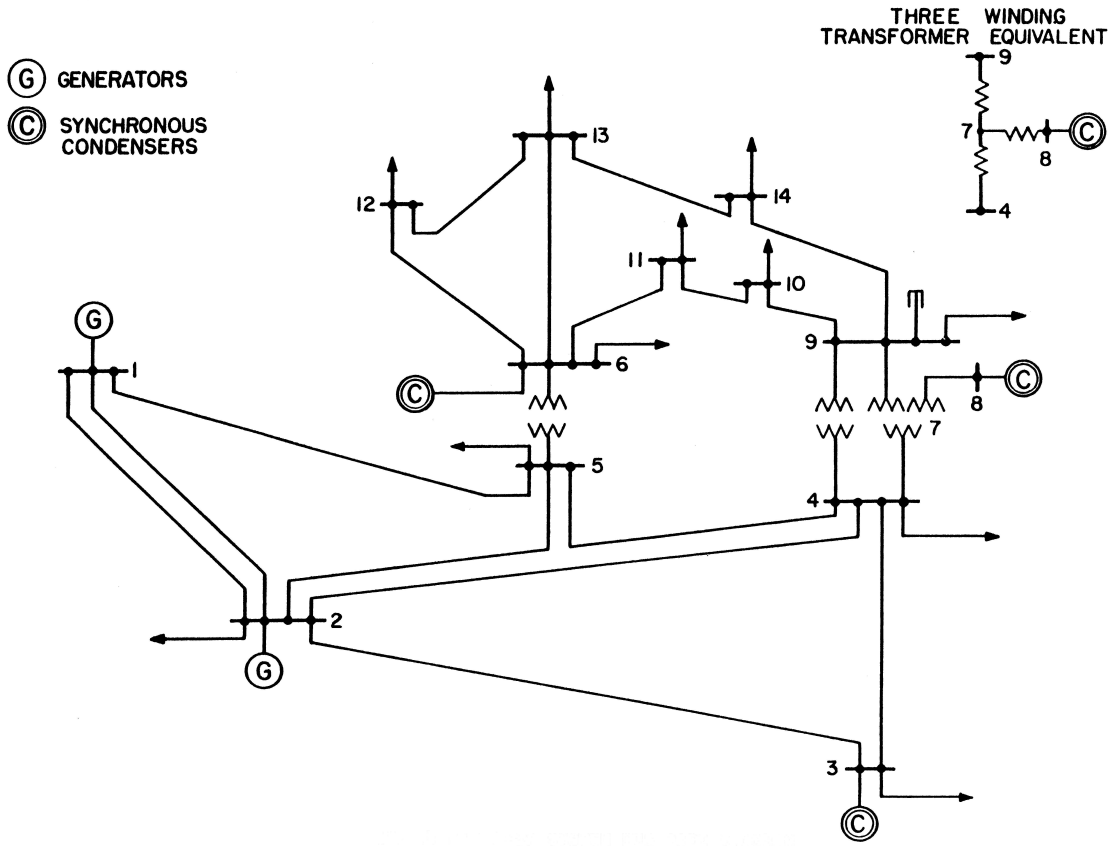 THREE WINDING
TRANSFORMER EQUIVALENT
9
7
C
8
4
G GENERATORS
C SYNCHRONOUS
CONDENSERS
13
12
14
11
10
G
1
9
6
C
C
8
7
5
4
2
G
3
C